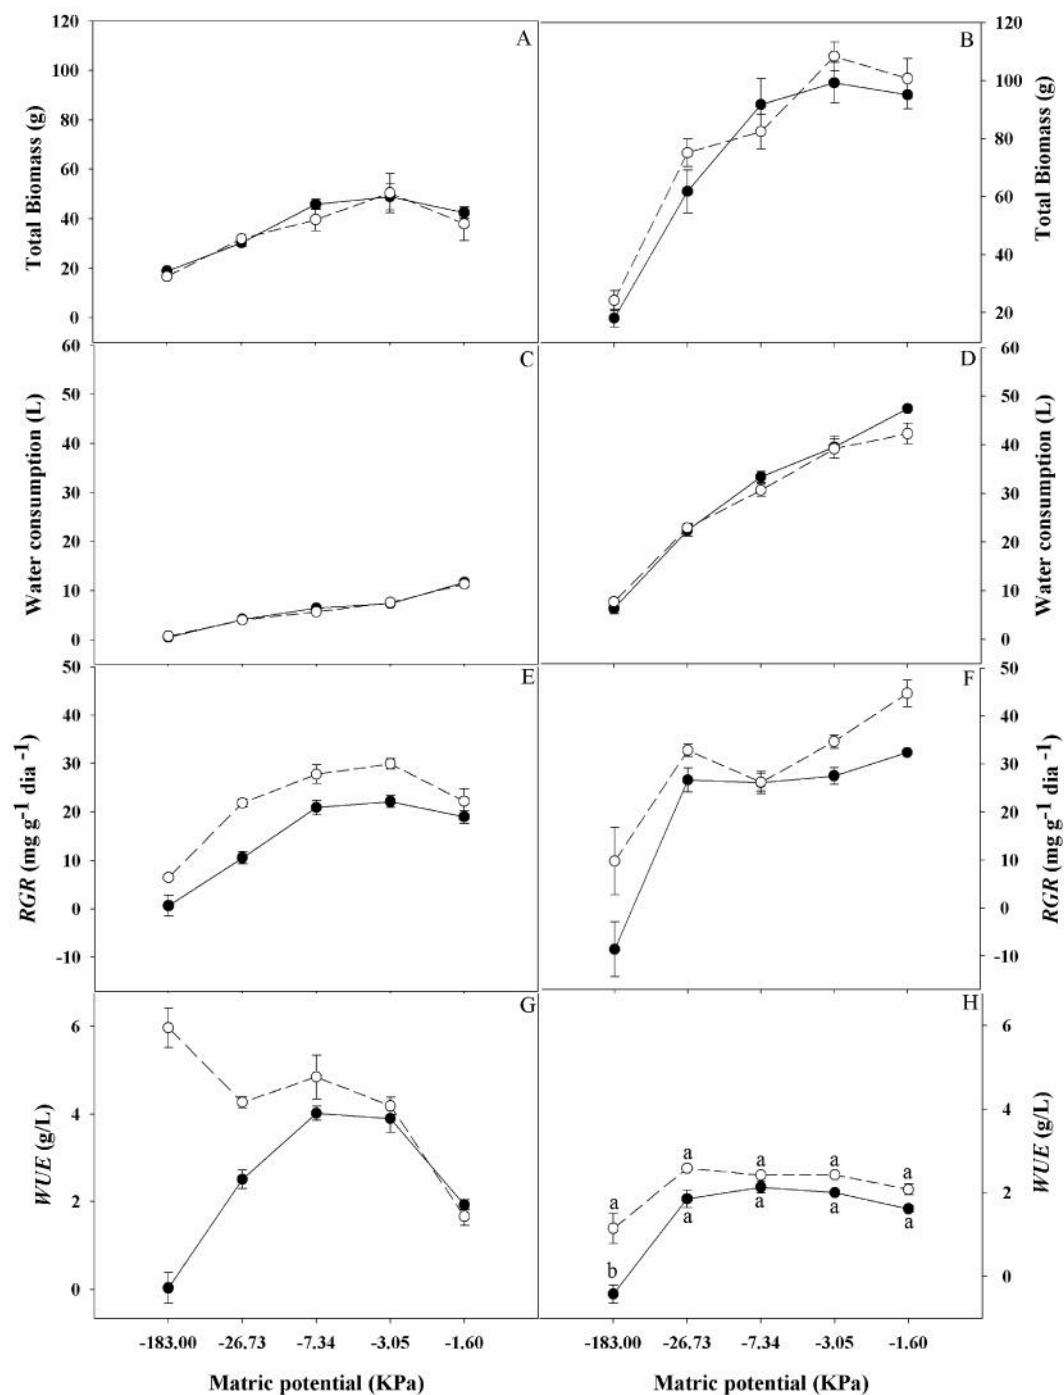 120
100
80
60
40
20
0
Total Biomass (g)
A
B
120
100
80
60
40
20
Total Biomass (g)
60
50
40
30
20
10
0
Water consumption (L)
C
D
60
50
40
30
20
10
0
Water consumption (L)
50
40
30
20
10
0
-10
RGR (mg g-1 dia -1)
E
F
50
40
30
20
10
0
-10
RGR (mg g-1 dia -1)
6
4
2
0
WUE (g/L)
G
H
a
a
a
a
a
b
a
a
a
a
6
4
2
0
WUE (g/L)
-183,00 -26,73 -7,34 -3,05 -1,60
-183,00 -26,73 -7,34 -3,05 -1,60
Matric potential (KPa)
Matric potential (KPa)